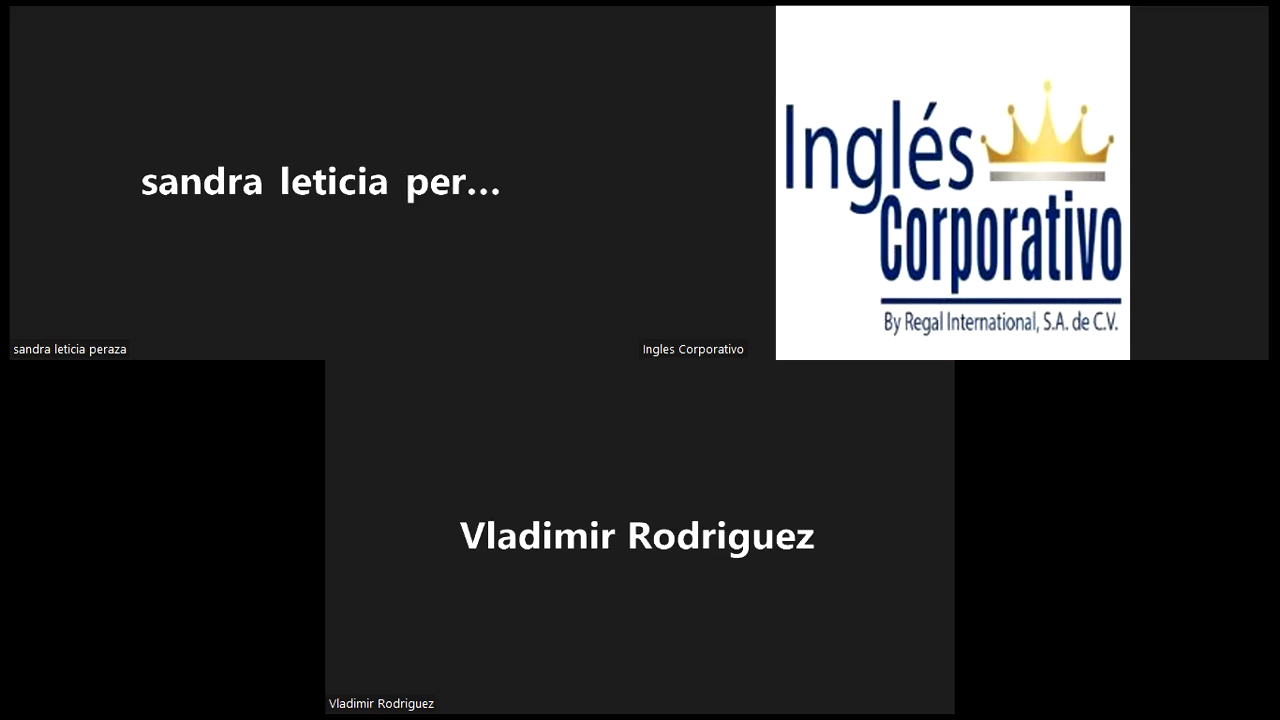 sandra leticia per...
sandra leticia peraza
Inglés
Corporativo
By Regal International, S.A. de C.V.
Ingles Corporativo
Vladimir Rodriguez
Vladimir Rodriguez